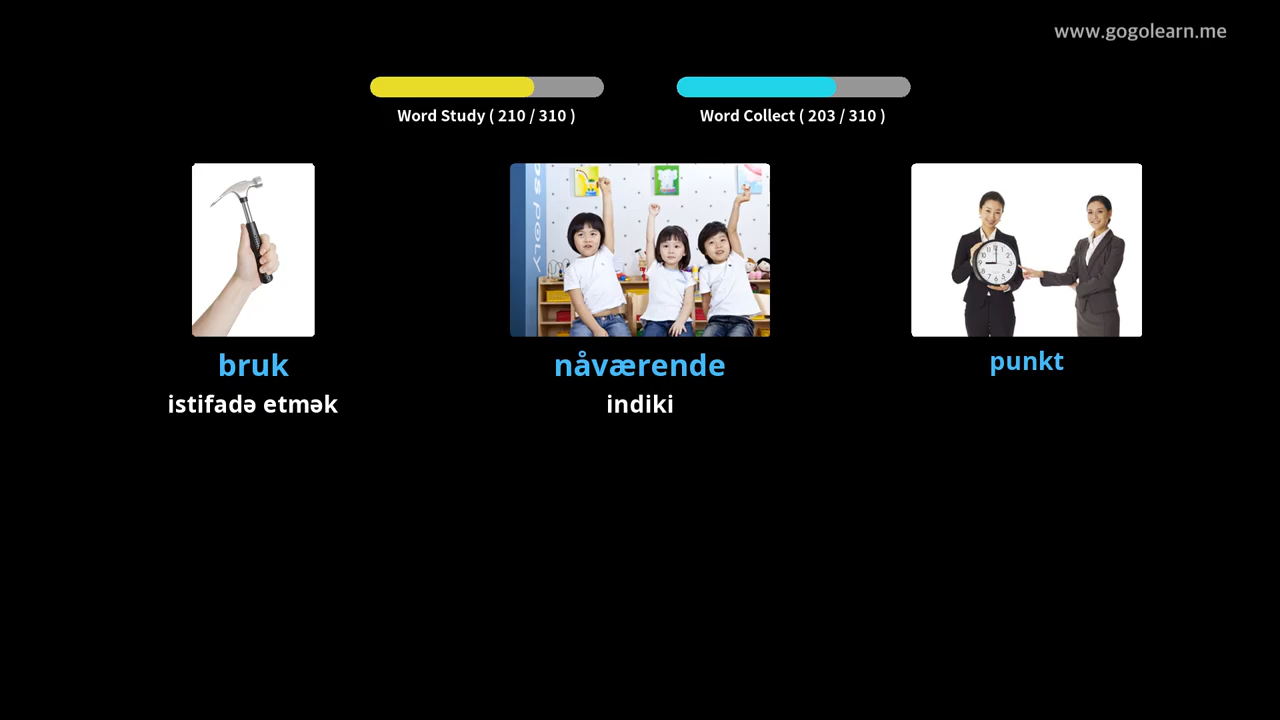 www.gogolearn.me
Word Study ( 210 / 310 )
Word Collect ( 203 / 310 )
bruk
istifadə etmək
nåværende
indiki
punkt